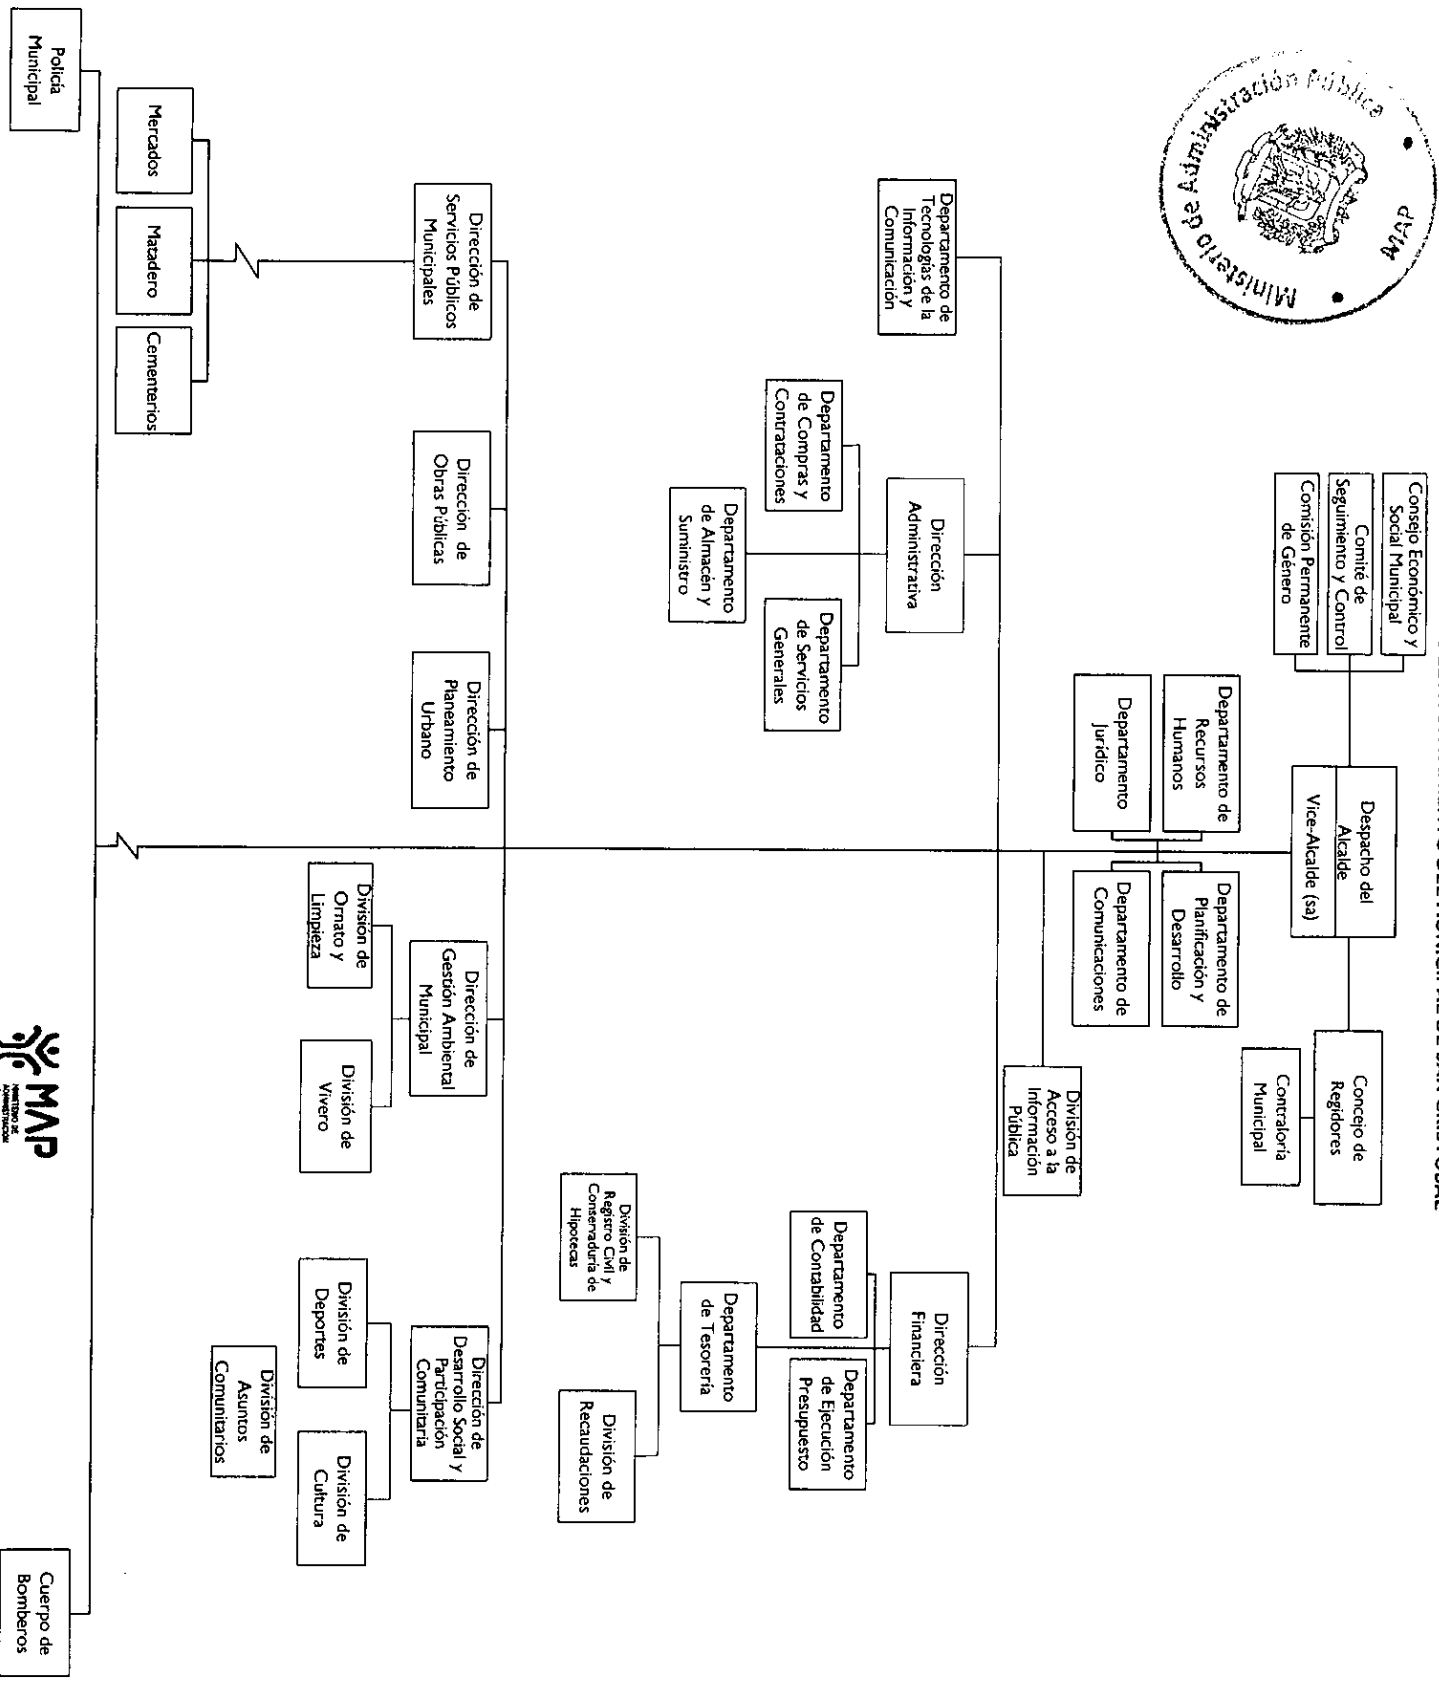 Ministerio de Administración Pública
MAP
Consejo Económico y
Social Municipal
Comité de
Seguimiento y Control
Comisión Permanente
de Género
Despacho del
Alcalde
Vice-Alcalde (sa)
Concejo de
Regidores
Contraloría
Municipal
Departamento de
Recursos
Humanos
Departamento
Jurídico
Departamento de
Planificación y
Desarrollo
Departamento de
Comunicaciones
División de
Acceso a la
Información
Pública
Departamento de
Tecnologías de la
Información y
Comunicación
Dirección
Administrativa
Departamento
de Compras y
Contrataciones
Departamento
de Almacén y
Suministro
Departamento
de Servicios
Generales
Dirección
Financiera
Departamento
de Contabilidad
Departamento
de Ejecución
Presupuesto
Departamento
de Tesorería
División de
Registro Civil y
Conservaduría de
Hipotecas
División de
Recaudaciones
Dirección de
Servicios Públicos
Municipales
Dirección de
Obras Públicas
Dirección de
Planeamiento
Urbano
Dirección de
Gestión Ambiental
Municipal
Dirección de
Desarrollo Social y
Participación
Comunitaria
Mercados
Matadero
Cementerios
División de
Ornato y
Limpieza
División de
Vivero
División de
Deportes
División de
Cultura
División de
Asuntos
Comunitarios
Policía
Municipal
Cuerpo de
Bomberos
MAP
MINISTERIO DE
ADMINISTRACIÓN